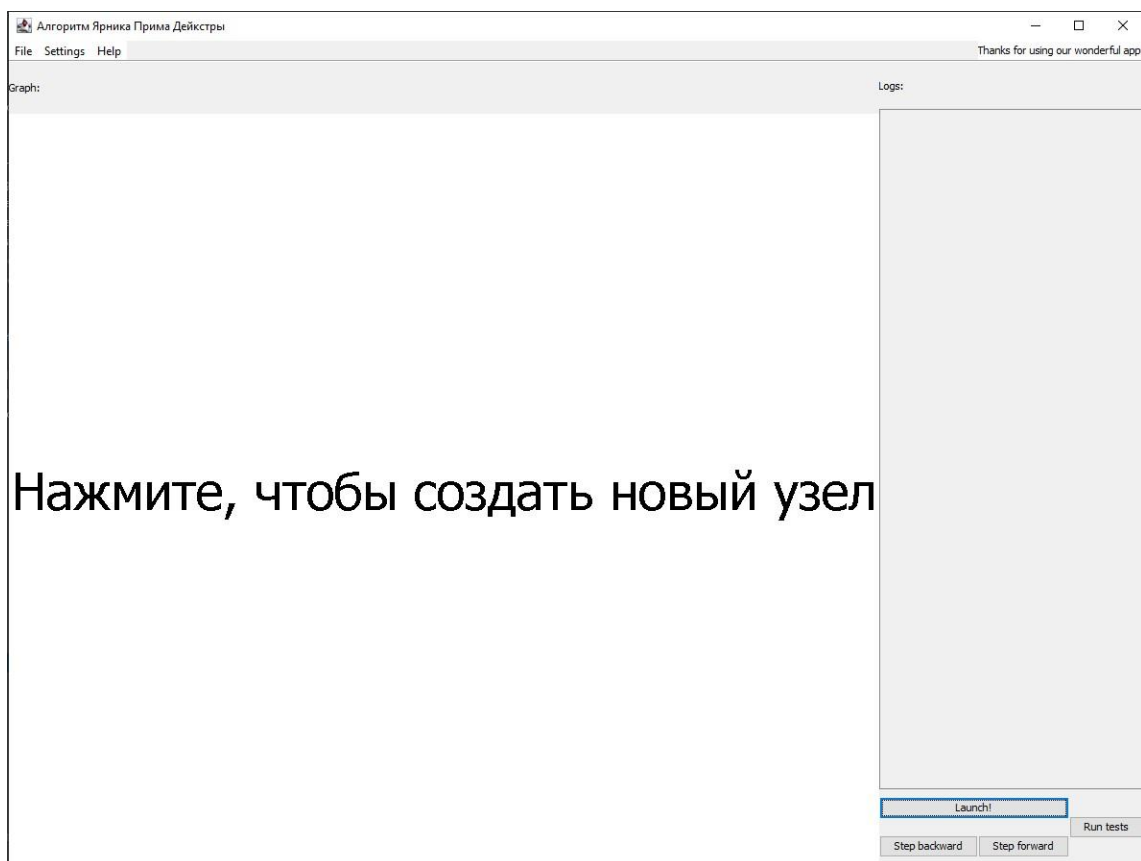 Алгоритм Ярника Прима Дейкстры
File Settings Help Thanks for using our wonderful app
Graph: Logs:
Нажмите, чтобы создать новый узел
Launch!
Run tests
Step backward Step forward